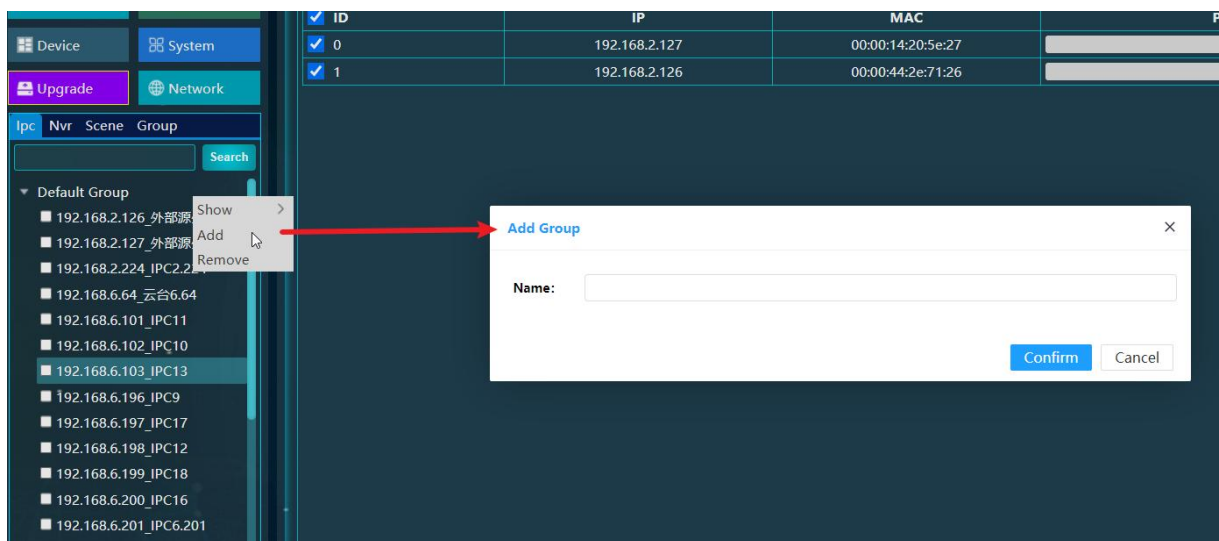 ID IP MAC
Device System
0 192.168.2.127 00:00:14:20:5e:27
1 192.168.2.126 00:00:44:2e:71:26
Upgrade Network
Ipc Nvr Scene Group
Search
Default Group
192.168.2.126_外部源
192.168.2.127_外部源
192.168.2.224_IPC2.22
192.168.6.64_云台6.64
192.168.6.101_IPC11
192.168.6.102_IPC10
192.168.6.103_IPC13
192.168.6.196_IPC9
192.168.6.197_IPC17
192.168.6.198_IPC12
192.168.6.199_IPC18
192.168.6.200_IPC16
192.168.6.201_IPC6.201
Show
Add
Remove
Add Group
Name:
Confirm Cancel